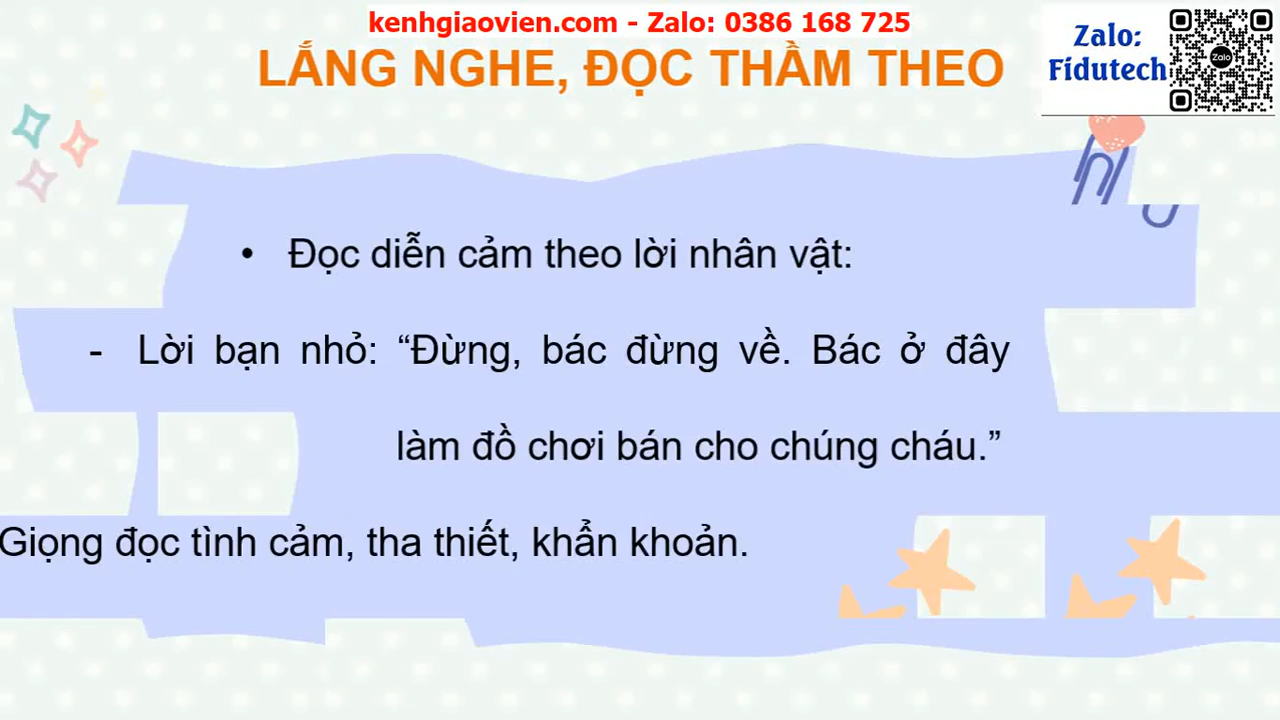 kenhgiaovien.com - Zalo: 0386 168 725
Zalo:
Fidutech
Zalo
LẮNG NGHE, ĐỌC THẦM THEO
• Đọc diễn cảm theo lời nhân vật:
- Lời bạn nhỏ: “Đừng, bác đừng về. Bác ở đây
làm đồ chơi bán cho chúng cháu.”
Giọng đọc tình cảm, tha thiết, khẩn khoản.